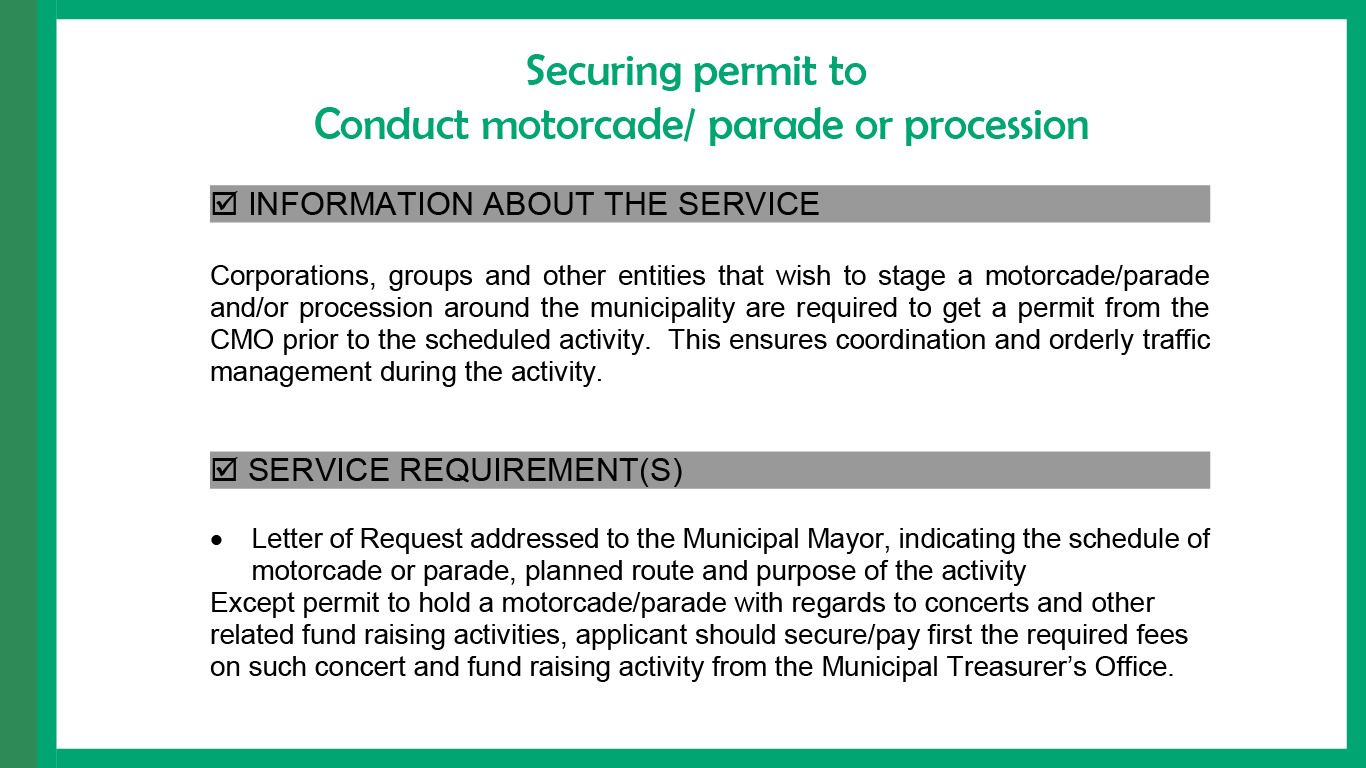 Securing permit to
Conduct motorcade/ parade or procession
☑ INFORMATION ABOUT THE SERVICE
Corporations, groups and other entities that wish to stage a motorcade/parade
and/or procession around the municipality are required to get a permit from the
CMO prior to the scheduled activity.  This ensures coordination and orderly traffic
management during the activity.
☑ SERVICE REQUIREMENT(S)
• Letter of Request addressed to the Municipal Mayor, indicating the schedule of
motorcade or parade, planned route and purpose of the activity
Except permit to hold a motorcade/parade with regards to concerts and other
related fund raising activities, applicant should secure/pay first the required fees
on such concert and fund raising activity from the Municipal Treasurer’s Office.